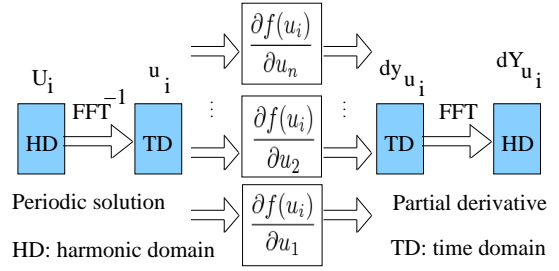 ∂f(u_i)
∂u_n
U_i
u_i
dy_{u_i}
dY_{u_i}
FFT^{-1}
FFT
HD
TD
⋮
∂f(u_i)
∂u_2
⋮
TD
HD
Periodic solution
∂f(u_i)
∂u_1
Partial derivative
HD: harmonic domain
TD: time domain